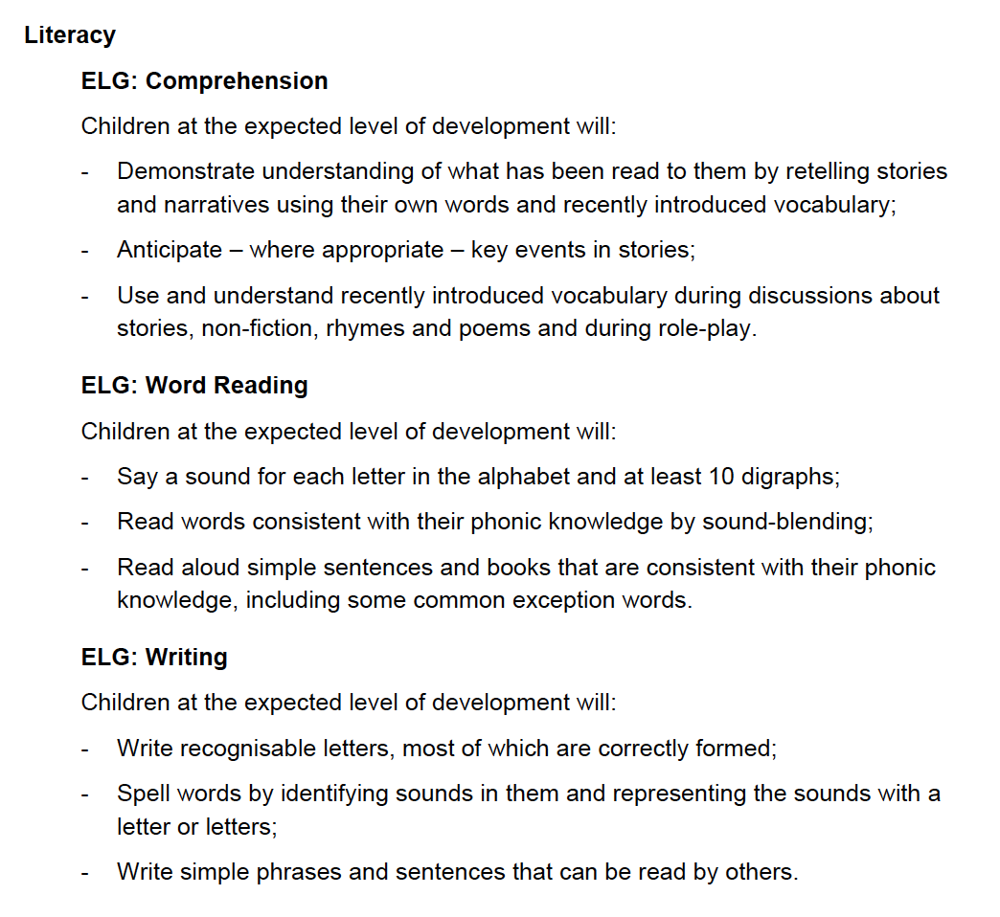 Literacy
ELG: Comprehension
Children at the expected level of development will:
- Demonstrate understanding of what has been read to them by retelling stories
and narratives using their own words and recently introduced vocabulary;
- Anticipate – where appropriate – key events in stories;
- Use and understand recently introduced vocabulary during discussions about
stories, non-fiction, rhymes and poems and during role-play.
ELG: Word Reading
Children at the expected level of development will:
- Say a sound for each letter in the alphabet and at least 10 digraphs;
- Read words consistent with their phonic knowledge by sound-blending;
- Read aloud simple sentences and books that are consistent with their phonic
knowledge, including some common exception words.
ELG: Writing
Children at the expected level of development will:
- Write recognisable letters, most of which are correctly formed;
- Spell words by identifying sounds in them and representing the sounds with a
letter or letters;
- Write simple phrases and sentences that can be read by others.